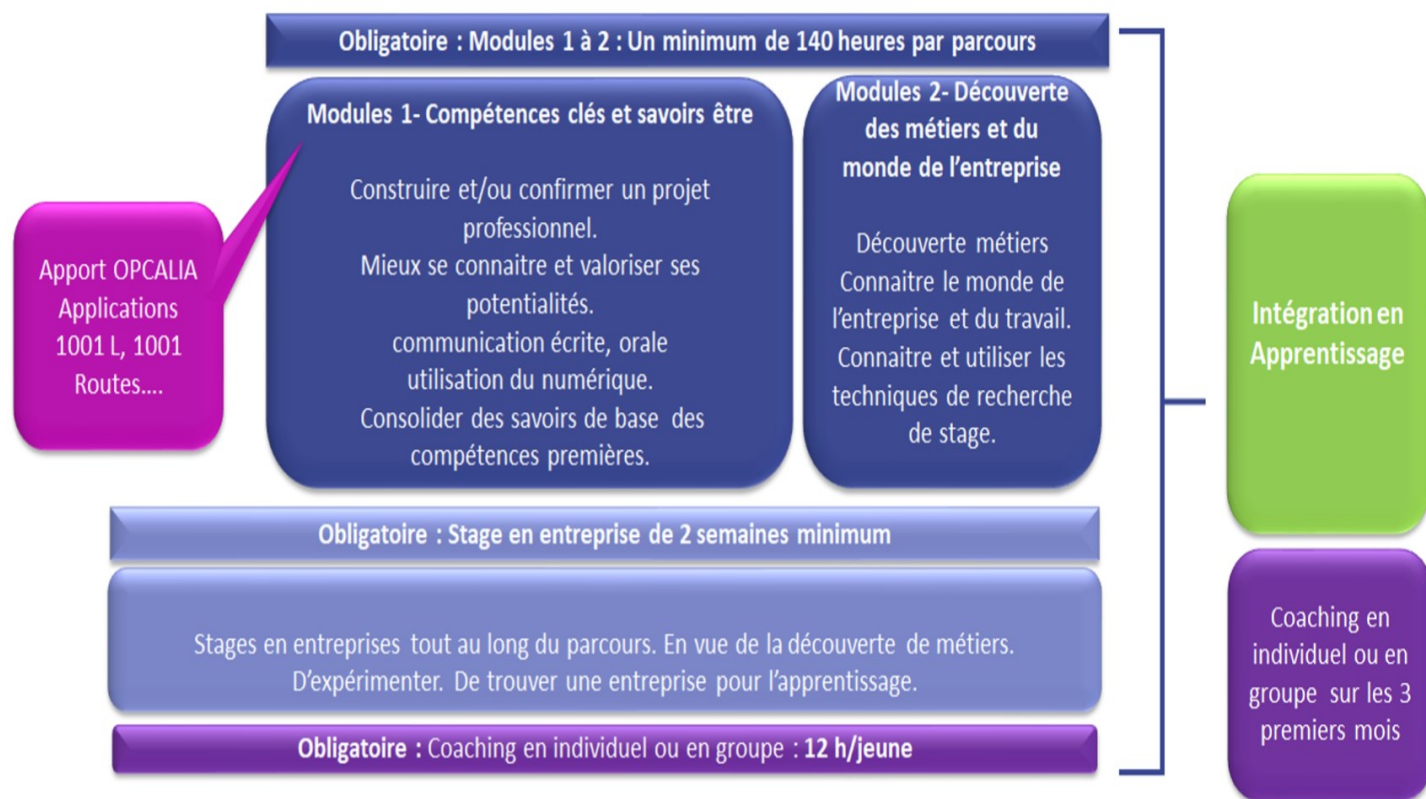 Obligatoire : Modules 1 à 2 : Un minimum de 140 heures par parcours
Modules 1- Compétences clés et savoirs être
Construire et/ou confirmer un projet
professionnel.
Mieux se connaitre et valoriser ses
potentialités.
communication écrite, orale
utilisation du numérique.
Consolider des savoirs de base des
compétences premières.
Modules 2- Découverte
des métiers et du
monde de l'entreprise
Découverte métiers
Connaitre le monde de
l'entreprise et du travail.
Connaitre et utiliser les
techniques de recherche
de stage.
Apport OPCALIA
Applications
1001 L, 1001
Routes....
Intégration en
Apprentissage
Obligatoire : Stage en entreprise de 2 semaines minimum
Stages en entreprises tout au long du parcours. En vue de la découverte de métiers.
D'expérimenter. De trouver une entreprise pour l'apprentissage.
Obligatoire : Coaching en individuel ou en groupe : 12 h/jeune
Coaching en
individuel ou en
groupe sur les 3
premiers mois